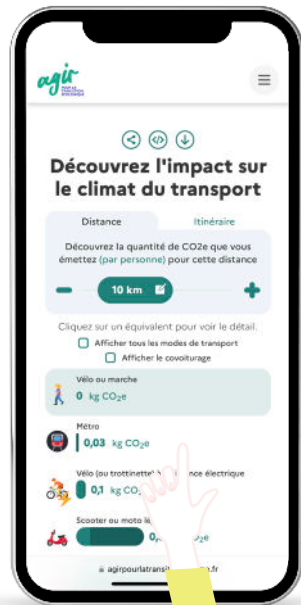 agir
POUR LA
TRANSITION
Découvrez l'impact sur
le climat du transport
Distance
Itinéraire
Découvrez la quantité de CO2e que vous
émettez (par personne) pour cette distance
10 km
Cliquez sur un équivalent pour voir le détail.
Afficher tous les modes de transport
Afficher le covoiturage
Vélo ou marche
0 kg CO₂e
Métro
0,03 kg CO₂e
Vélo (ou trottinette) électrique
0,1 kg CO
Scooter ou moto